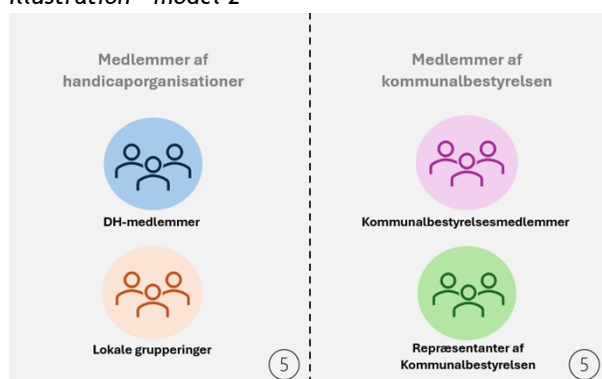 Illustration - model 2
Medlemmer af
handicaporganisationer
DH-medlemmer
Lokale grupperinger
5
Medlemmer af
kommunalbestyrelsen
Kommunalbestyrelsesmedlemmer
Repræsentanter af
Kommunalbestyrelsen
5